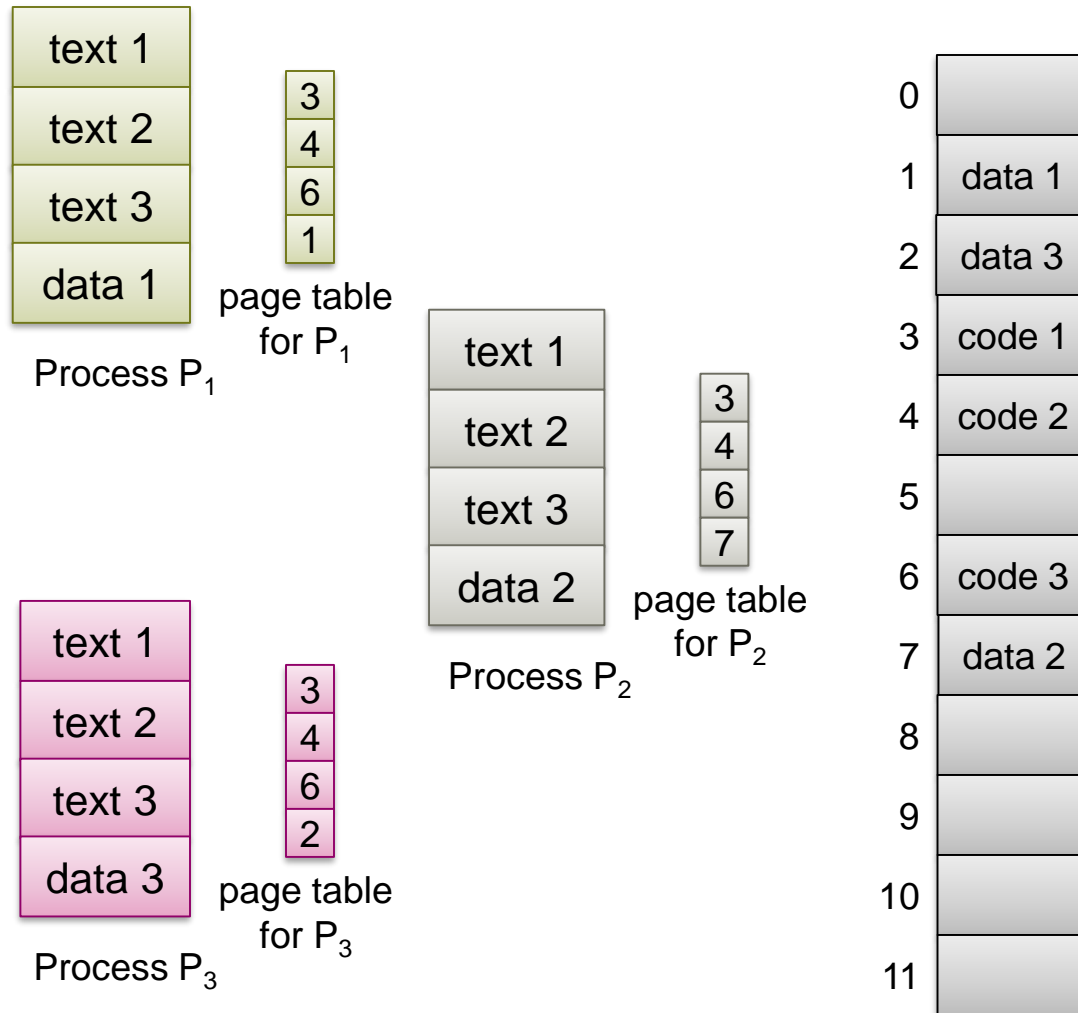 text 1
text 2
text 3
data 1
Process P₁
3
4
6
1
page table
for P₁
text 1
text 2
text 3
data 2
Process P₂
3
4
6
7
page table
for P₂
text 1
text 2
text 3
data 3
Process P₃
3
4
6
2
page table
for P₃
0
1 data 1
2 data 3
3 code 1
4 code 2
5
6 code 3
7 data 2
8
9
10
11